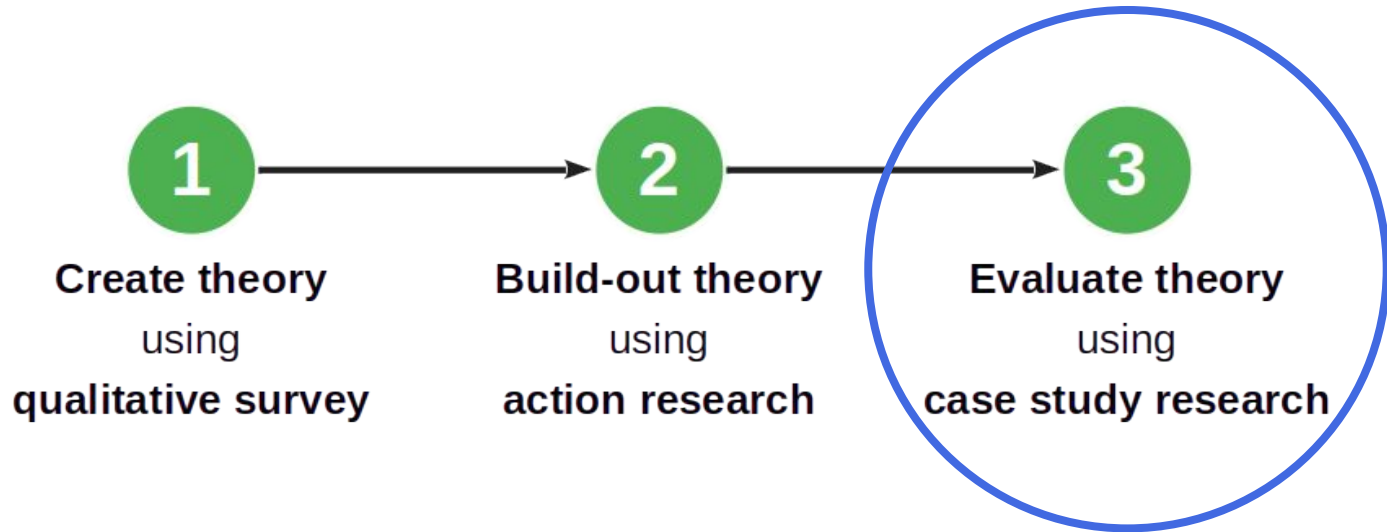 1
Create theory
using
qualitative survey
2
Build-out theory
using
action research
3
Evaluate theory
using
case study research